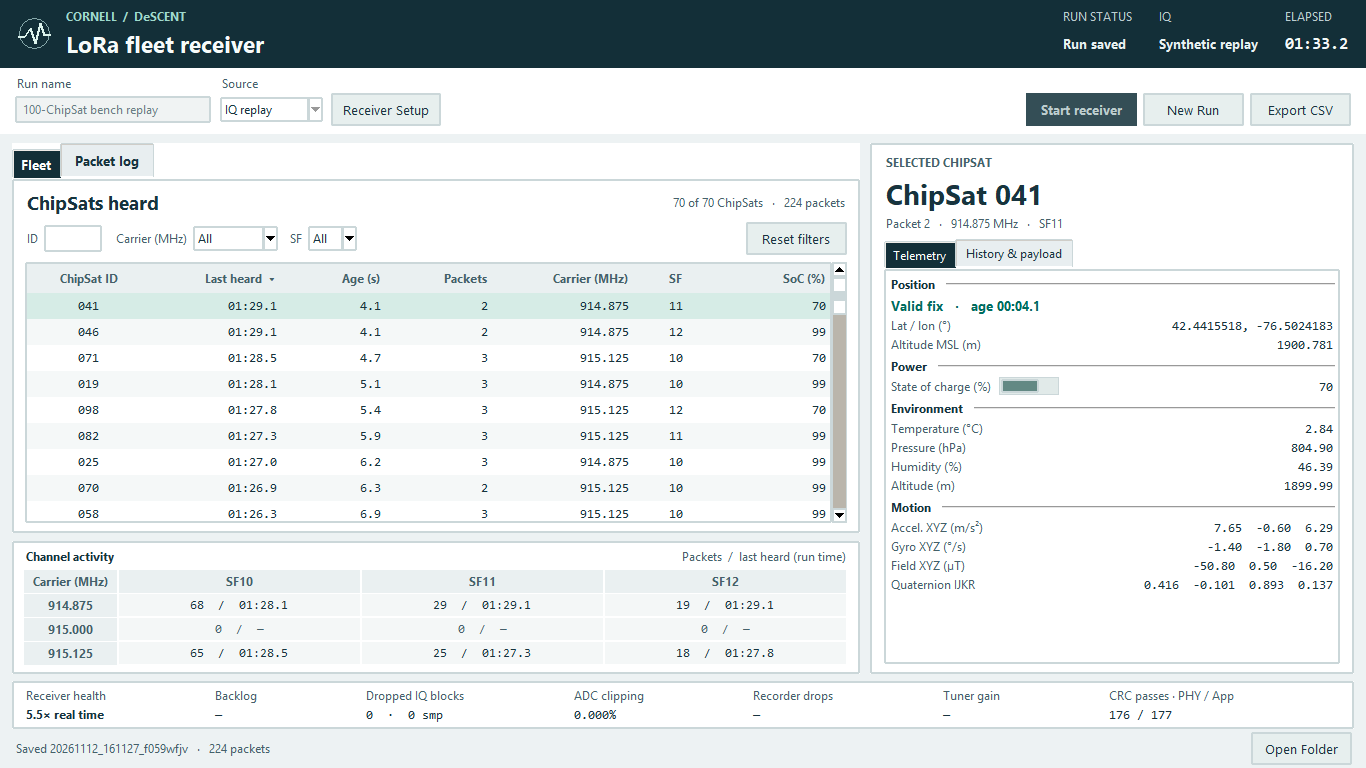 CORNELL / DeSCENT
LoRa fleet receiver
RUN STATUS IQ ELAPSED
Run saved Synthetic replay 01:33.2
Run name Source
100-ChipSat bench replay IQ replay Receiver Setup Start receiver New Run Export CSV
Fleet Packet log
ChipSats heard 70 of 70 ChipSats · 224 packets
ID Carrier (MHz) All SF All Reset filters
ChipSat ID Last heard Age (s) Packets Carrier (MHz) SF SoC (%)
041 01:29.1 4.1 2 914.875 11 70
046 01:29.1 4.1 2 914.875 12 99
071 01:28.5 4.7 3 915.125 10 70
019 01:28.1 5.1 3 914.875 10 99
098 01:27.8 5.4 3 915.125 12 70
082 01:27.3 5.9 3 915.125 11 99
025 01:27.0 6.2 3 914.875 10 99
070 01:26.9 6.3 2 915.125 10 99
058 01:26.3 6.9 3 915.125 10 99
Channel activity Packets / last heard (run time)
Carrier (MHz) SF10 SF11 SF12
914.875 68 / 01:28.1 29 / 01:29.1 19 / 01:29.1
915.000 0 / — 0 / — 0 / —
915.125 65 / 01:28.5 25 / 01:27.3 18 / 01:27.8
SELECTED CHIPSAT
ChipSat 041
Packet 2 · 914.875 MHz · SF11
Telemetry History & payload
Position
Valid fix · age 00:04.1
Lat / lon (°) 42.4415518, -76.5024183
Altitude MSL (m) 1900.781
Power
State of charge (%) 70
Environment
Temperature (°C) 2.84
Pressure (hPa) 804.90
Humidity (%) 46.39
Altitude (m) 1899.99
Motion
Accel. XYZ (m/s²) 7.65 -0.60 6.29
Gyro XYZ (°/s) -1.40 -1.80 0.70
Field XYZ (µT) -50.80 0.50 -16.20
Quaternion IJKR 0.416 -0.101 0.893 0.137
Receiver health Backlog Dropped IQ blocks ADC clipping Recorder drops Tuner gain CRC passes · PHY / App
5.5× real time — 0 · 0 smp 0.000% — — 176 / 177
Saved 20261112_161127_f059wfjv · 224 packets Open Folder